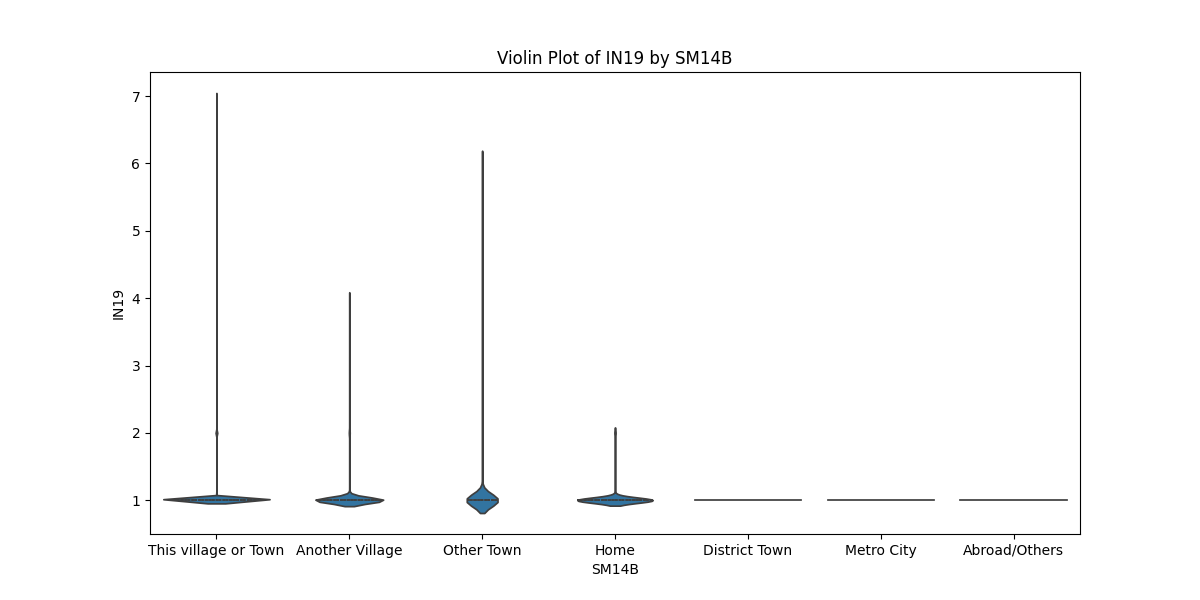 Violin Plot of IN19 by SM14B
7
6
5
4
3
2
1
IN19
This village or Town
Another Village
Other Town
Home
District Town
Metro City
Abroad/Others
SM14B